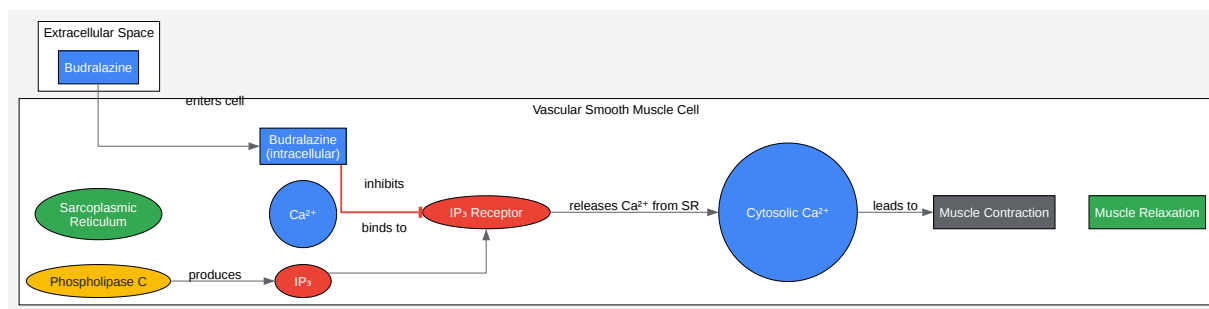 Extracellular Space
Budralazine
enters cell
Vascular Smooth Muscle Cell
Budralazine
(intracellular)
inhibits
Sarcoplasmic
Reticulum
Ca²⁺
IP₃ Receptor
releases Ca²⁺ from SR
Cytosolic Ca²⁺
leads to
Muscle Contraction
Muscle Relaxation
binds to
Phospholipase C
produces
IP₃